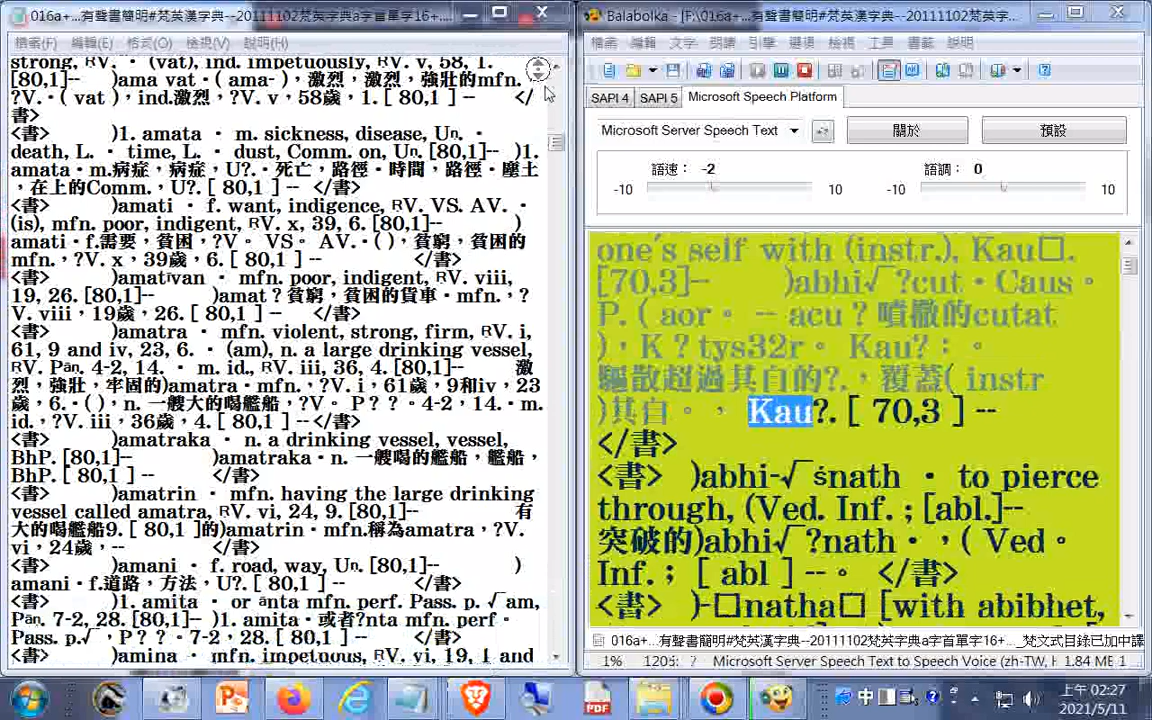 016a+...有聲書簡明#梵英漢字典--20111102梵英字典a字首單字16+...
檔案(F) 編輯(E) 格式(O) 檢視(V) 說明(H)
strong, RV. ‧ (vat), ind. impetuously, RV. v, 58, 1.
[80,1] )ama vat‧( ama- )，激烈，激烈，強壯的mfn.
?V.‧( vat )，ind.激烈，?V. v，58歲，1. [ 80,1 ] -- </
書>
<書> )1. amata ‧ m. sickness, disease, Un. ‧
death, L. ‧ time, L. ‧ dust, Comm. on, Un. [80,1]-- )1.
amata‧m.病症，病症，U?.‧死亡，路徑‧時間，路徑‧塵土
，在上的Comm.，U?. [ 80,1 ] -- </書>
<書> )amati ‧ f. want, indigence, RV. VS. AV. ‧
(is), mfn. poor, indigent, RV. x, 39, 6. [80,1]-- )
amati‧f.需要，貧困，?V。 VS。 AV.‧( )，貧窮，貧困的
mfn.，?V. x，39歲，6. [ 80,1 ] -- </書>
<書> )amatīvan ‧ mfn. poor, indigent, RV. viii,
19, 26. [80,1]-- )amat ? 貧窮，貧困的貨車‧mfn.，?
V. viii，19歲，26. [ 80,1 ] -- </書>
<書> )amatra ‧ mfn. violent, strong, firm, RV. i,
61, 9 and iv, 23, 6. ‧ (am), n. a large drinking vessel,
RV. Pān. 4-2, 14. ‧ m. id., RV. iii, 36, 4. [80,1]-- 激
烈，強壯，牢固的)amatra‧mfn.，?V. i，61歲，9和iv，23
歲，6.‧( )，n. 一艘大的喝艦船，?V。 P ? ?。4-2，14.‧m.
id.，?V. iii，36歲，4. [ 80,1 ] -- </書>
<書> )amatraka ‧ n. a drinking vessel, vessel,
BhP. [80,1]-- )amatraka‧n. 一艘喝的艦船，艦船，
BhP. [ 80,1 ] -- </書>
<書> )amatrin ‧ mfn. having the large drinking
vessel called amatra, RV. vi, 24, 9. [80,1]-- 有
大的喝艦船9. [ 80,1 ]的)amatrin‧mfn.稱為amatra，?V.
vi，24歲，-- </書>
<書> )amani ‧ f. road, way, Un. [80,1]-- )
amani‧f.道路，方法，U?. [ 80,1 ] -- </書>
<書> )1. amita ‧ or ānta mfn. perf. Pass. p. √am,
Pān. 7-2, 28. [80,1]-- )1. amita‧或者?nta mfn. perf。
Pass. p.√，P ? ?。7-2，28. [ 80,1 ] -- </書>
<書> )amina ‧ mfn. impetuous, RV. vi, 19, 1 and
Balabolka - [F:\016a+...有聲書簡明#梵英漢字典--20111102梵英字...
檔案 編輯 文字 朗讀 引擎 選項 檢視 工具 書籤 說明
SAPI 4 SAPI 5 Microsoft Speech Platform
Microsoft Server Speech Text 關於 預設
語速： -2 語調： 0
-10 10 -10 10
one's self with (instr.), Kau□.
[70,3]-- )abhi√ ?cut‧Caus。
P. ( aor。 -- acu ? 噴撒的cutat
)，K ? tys32r。 Kau?；。
驅散超過其自的?.，覆蓋( instr
)其自。，Kau?. [ 70,3 ] --
</書>
<書> )abhi-√śnath ‧ to pierce
through, (Ved. Inf. ; [abl.]--
突破的)abhi√ ?nath‧，( Ved。
Inf.； [ abl ] --。 </書>
<書> )-□natha□ [with abibhet,
016a+...有聲書簡明#梵英漢字典--20111102梵英字典a字首單字16+..._梵文式目錄已加中譯
1% 1205: ? Microsoft Server Speech Text to Speech Voice (zh-TW, 1.84 ME 1
中
上午 02:27
2021/5/11